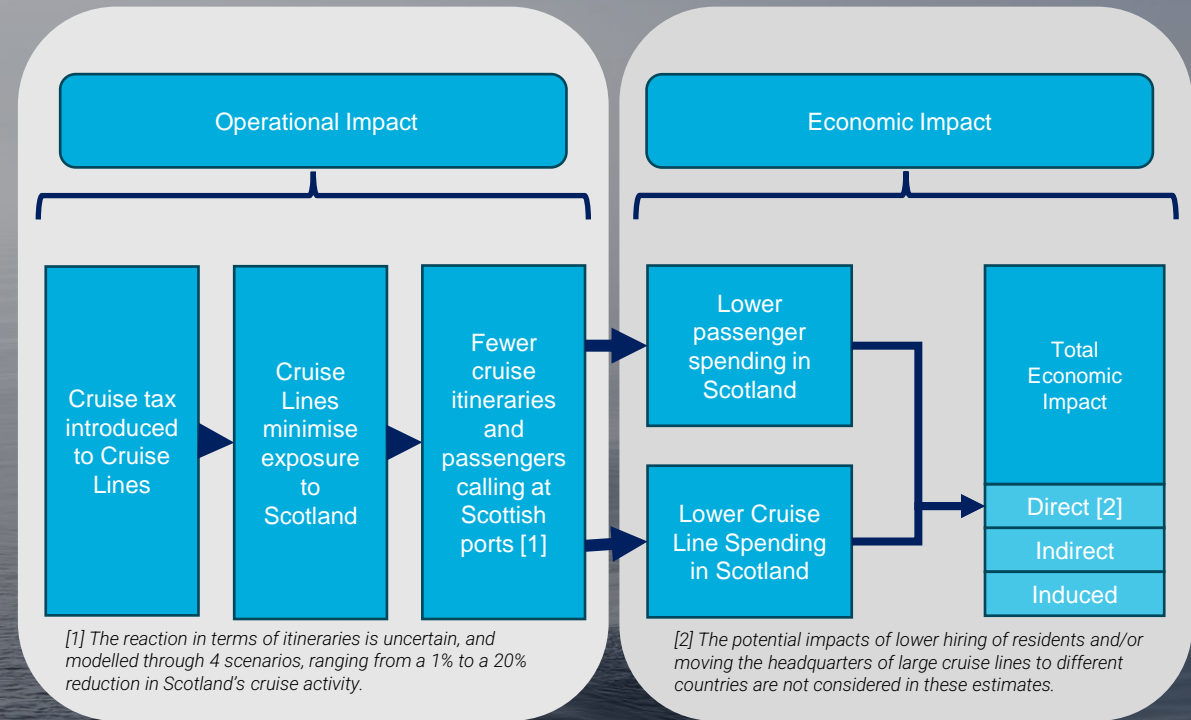 Operational Impact
Economic Impact
Cruise tax
introduced
to Cruise
Lines
Cruise
Lines
minimise
exposure
to
Scotland
Fewer
cruise
itineraries
and
passengers
calling at
Scottish
ports [1]
Lower
passenger
spending in
Scotland
Lower Cruise
Line Spending
in Scotland
Total
Economic
Impact
Direct [2]
Indirect
Induced
[1] The reaction in terms of itineraries is uncertain, and
modelled through 4 scenarios, ranging from a 1% to a 20%
reduction in Scotland’s cruise activity.
[2] The potential impacts of lower hiring of residents and/or
moving the headquarters of large cruise lines to different
countries are not considered in these estimates.